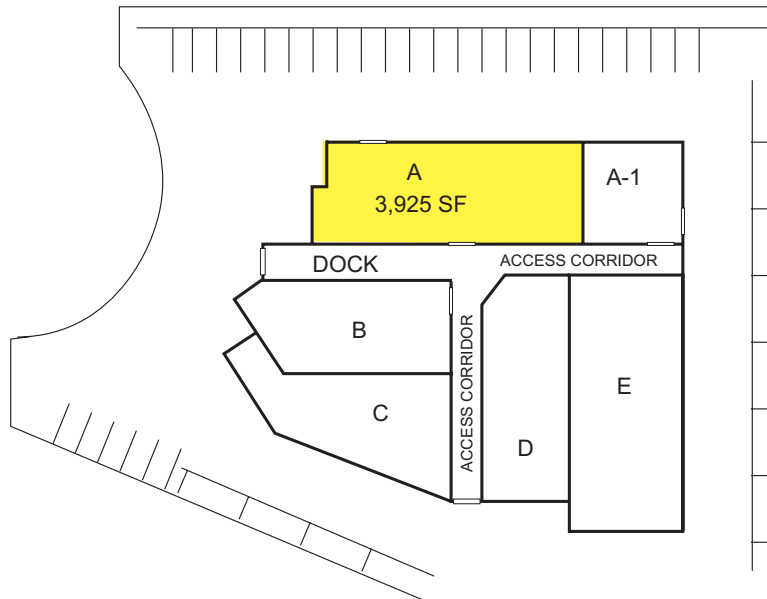 A
3,925 SF
A-1
DOCK
ACCESS CORRIDOR
B
ACCESS CORRIDOR
C
D
E